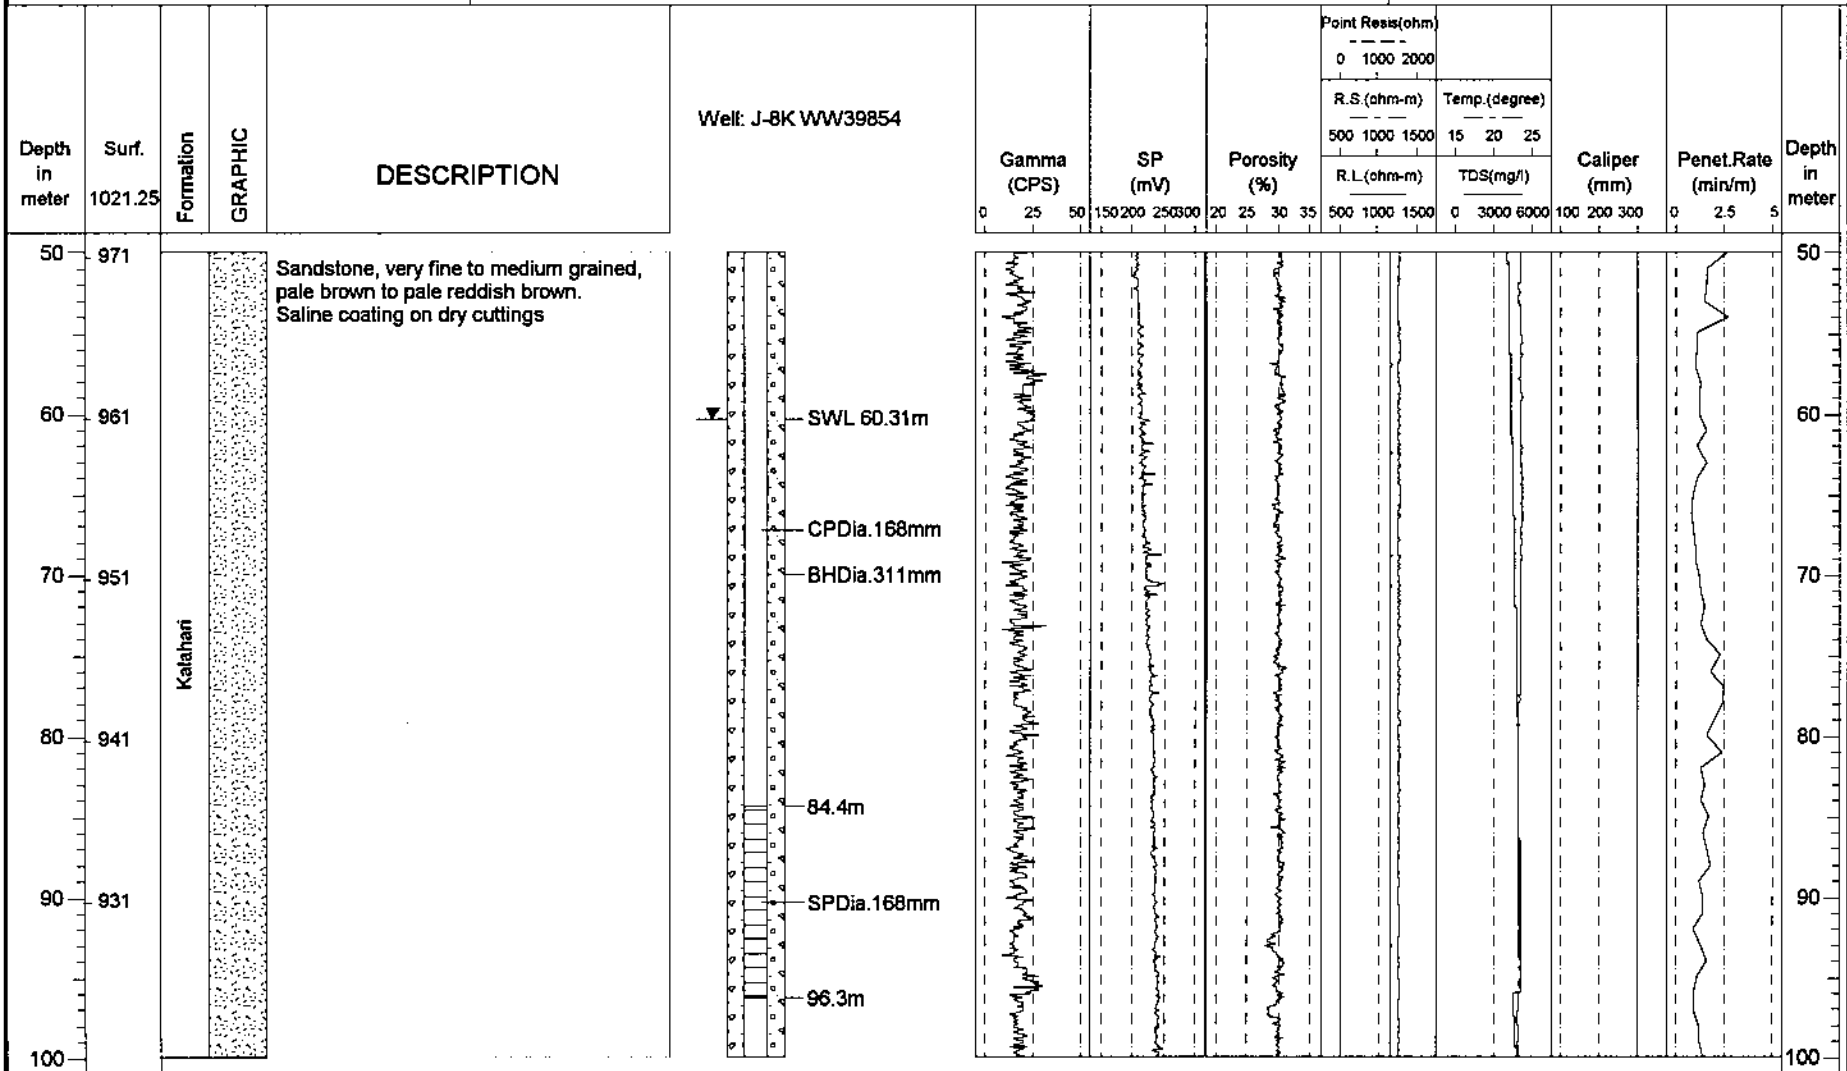 Depth
in
meter
Surf.
1021.25
Formation
GRAPHIC
DESCRIPTION
Well: J-8K WW39854
Gamma
(CPS)
0 25 50
SP
(mV)
150 200 250 300
Porosity
(%)
20 25 30 35
Point Resis(ohm)
0 1000 2000
R.S.(ohm-m)
500 1000 1500
R.L.(ohm-m)
500 1000 1500
Temp.(degree)
15 20 25
TDS(mg/l)
0 3000 6000
Caliper
(mm)
100 200 300
Penet.Rate
(min/m)
0 2.5 5
Depth
in
meter
50 971
60 961
70 951
80 941
90 931
100
Kalahari
Sandstone, very fine to medium grained,
pale brown to pale reddish brown.
Saline coating on dry cuttings
SWL 60.31m
CPDia.168mm
BHDia.311mm
84.4m
SPDia.168mm
96.3m
50
60
70
80
90
100